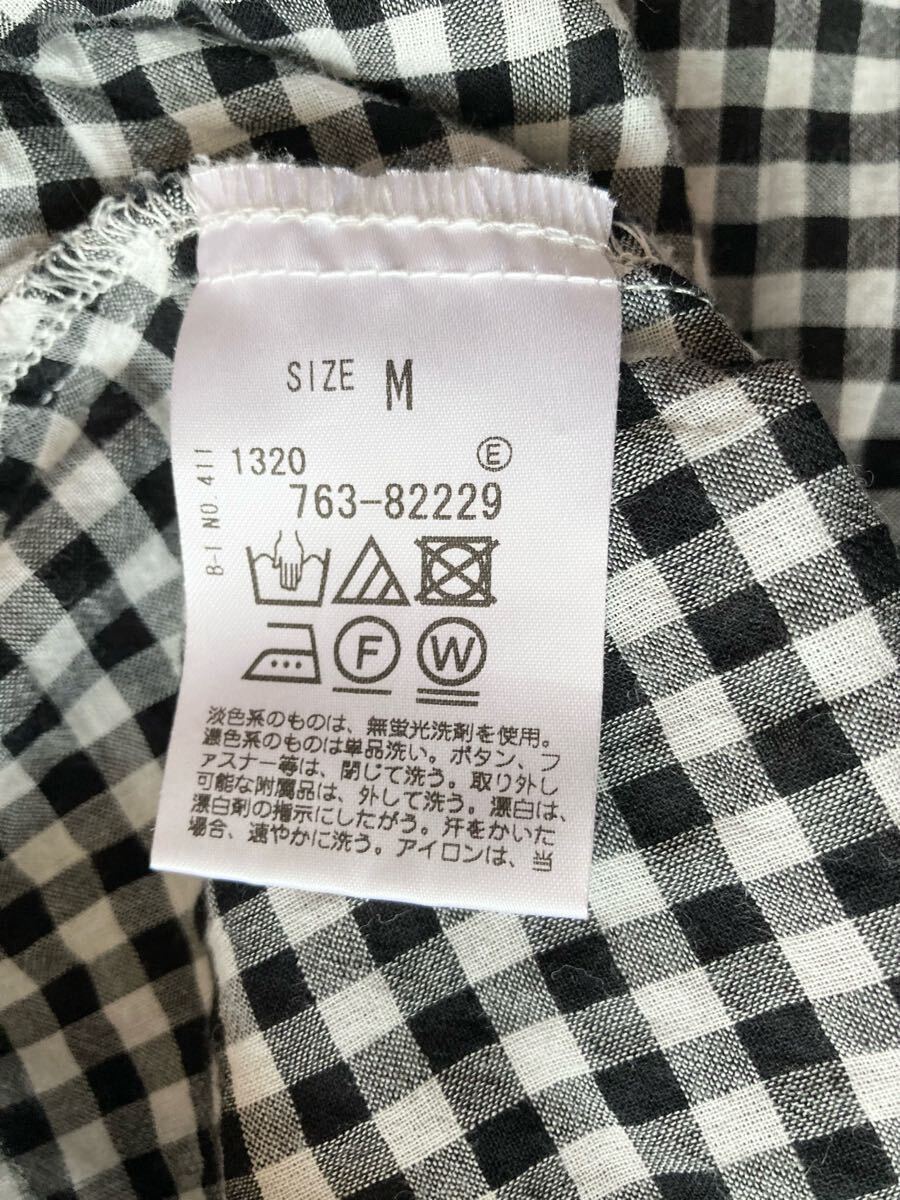 SIZE M
B-I NO.411
1320 Ⓔ
763-82229
F W
淡色系のものは、無蛍光洗剤を使用。
濃色系のものは単品洗い。ボタン、フ
ァスナー等は、閉じて洗う。取り外し
可能な附属品は、外して洗う。漂白は、
漂白剤の指示にしたがう。汗をかいた
場合、速やかに洗う。アイロンは、当